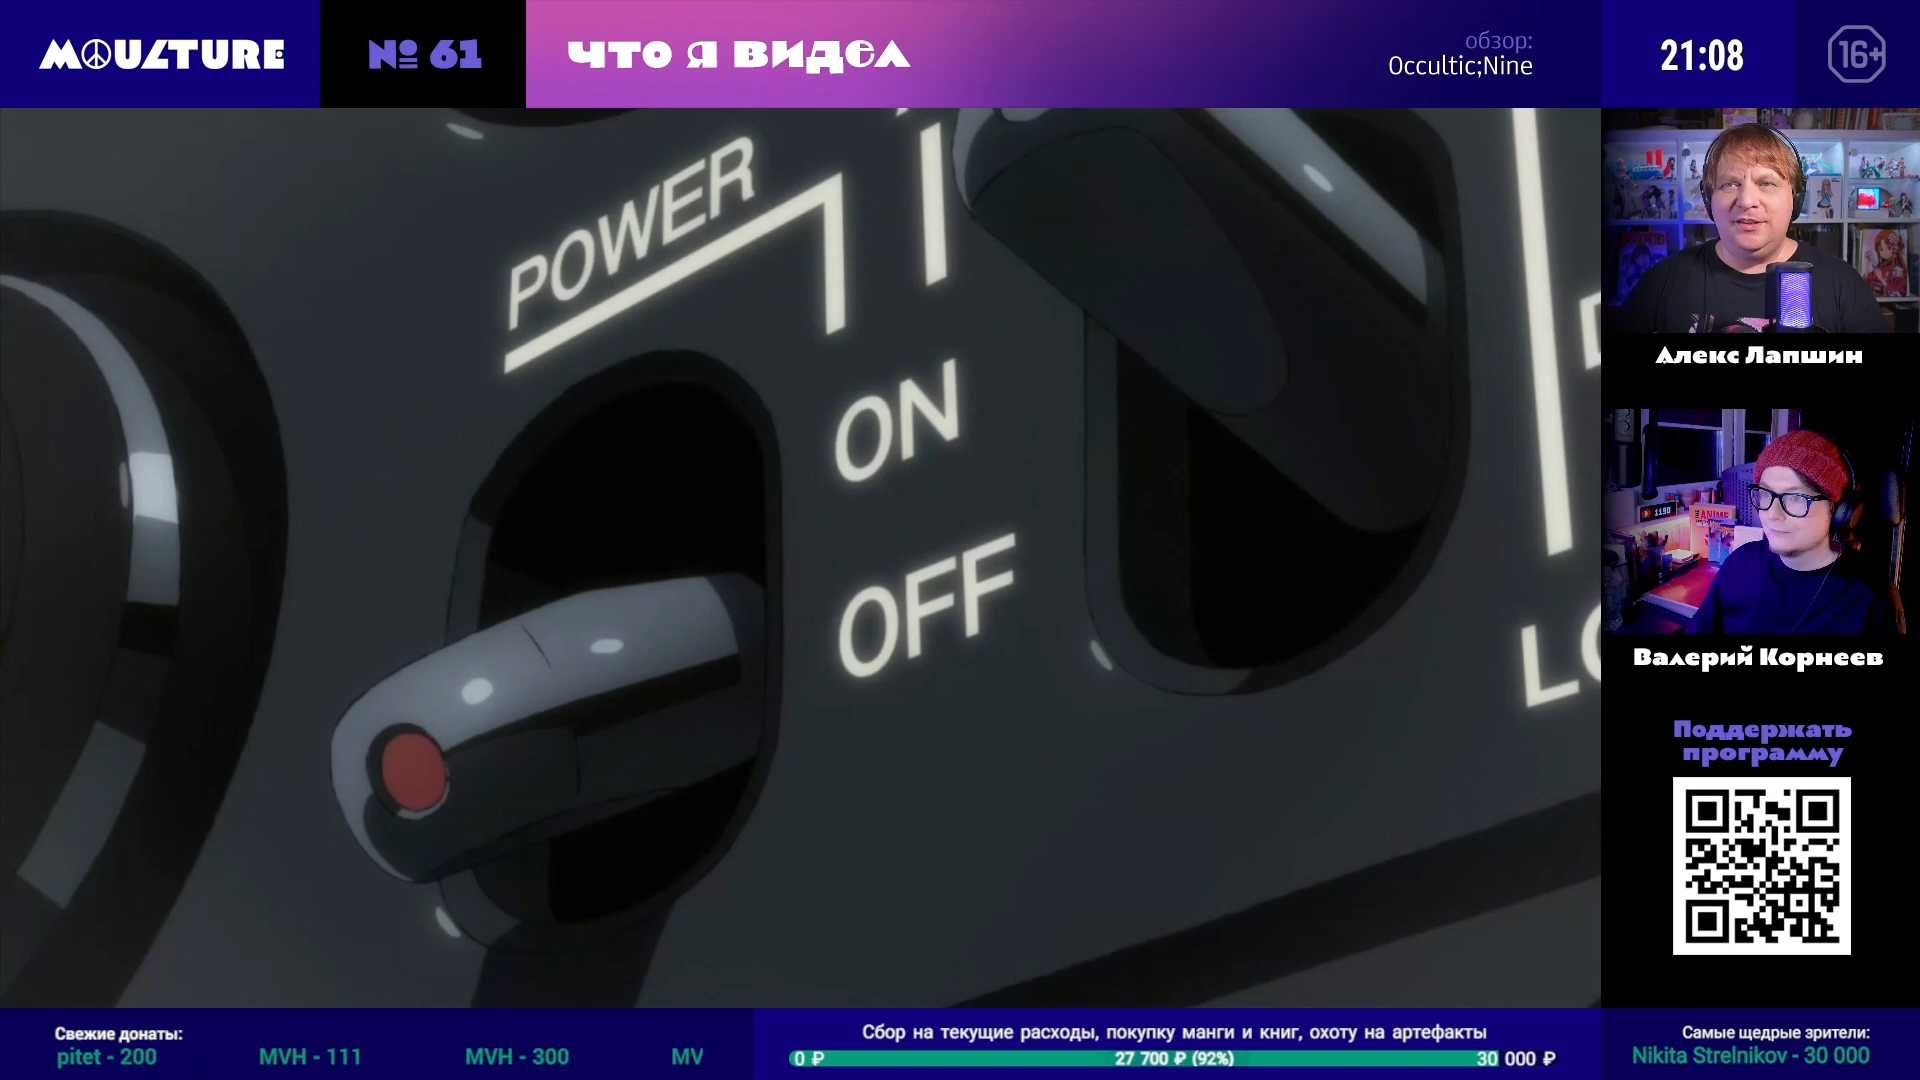 MOULTURE
№ 61
ЧТО Я ВИДЕЛ
обзор:
Occultic;Nine
21:08
16+
POWER
ON
OFF
Алекс Лапшин
1190
ANIME
Валерий Корнеев
Поддержать
программу
Свежие донаты:
pitet - 200
MVH - 111
MVH - 300
MV
Сбор на текущие расходы, покупку манги и книг, охоту на артефакты
0 ₽
27 700 ₽ (92%)
30 000 ₽
Самые щедрые зрители:
Nikita Strelnikov - 30 000